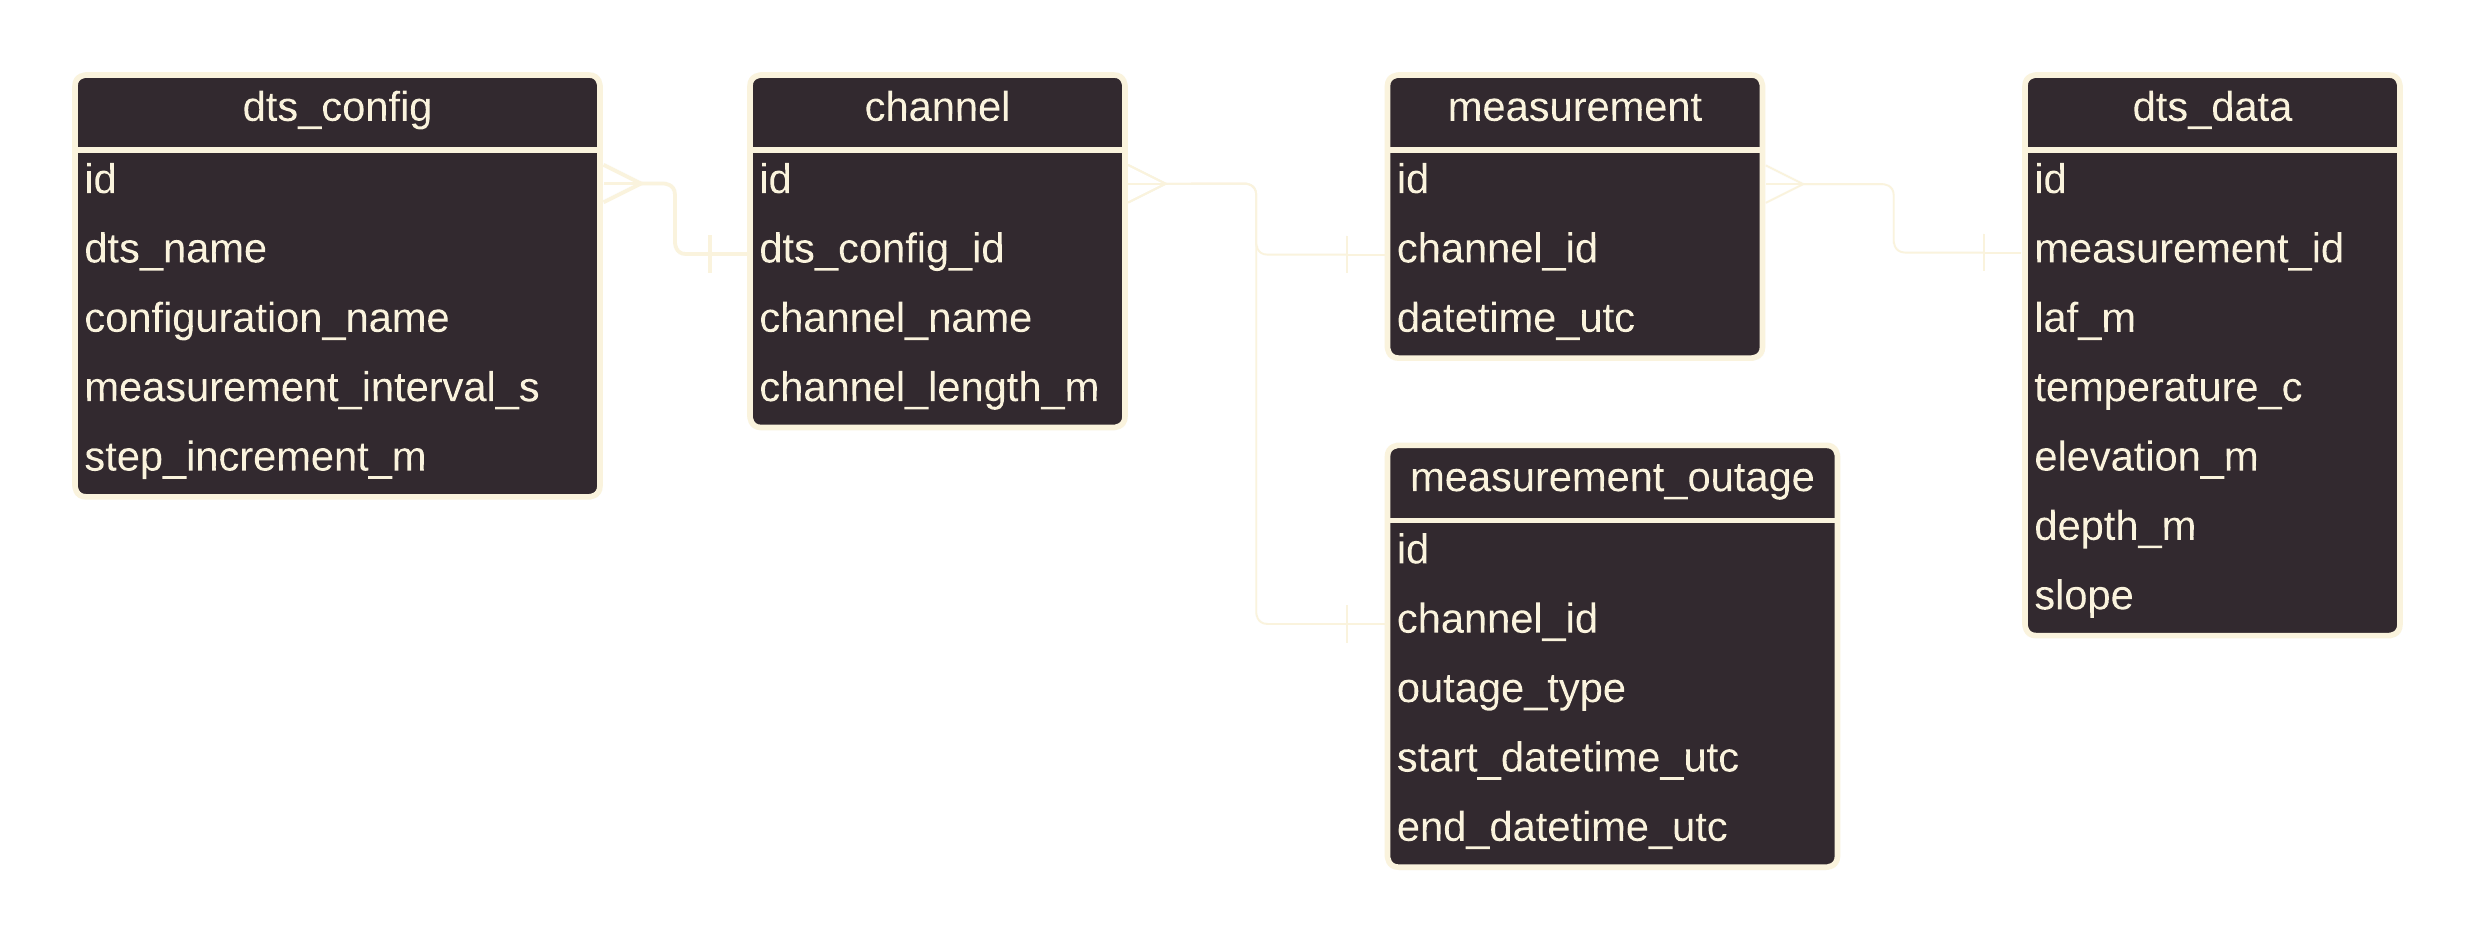 dts_config
id
dts_name
configuration_name
measurement_interval_s
step_increment_m
channel
id
dts_config_id
channel_name
channel_length_m
measurement
id
channel_id
datetime_utc
measurement_outage
id
channel_id
outage_type
start_datetime_utc
end_datetime_utc
dts_data
id
measurement_id
laf_m
temperature_c
elevation_m
depth_m
slope